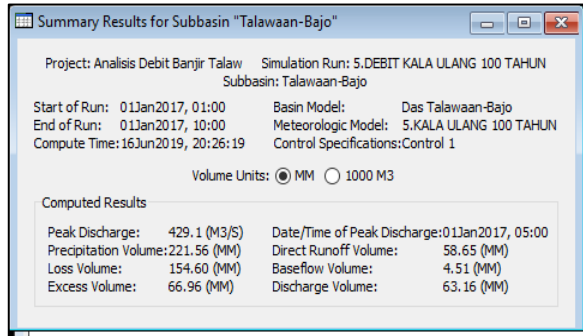 Summary Results for Subbasin "Talawaan-Bajo"
Project: Analisis Debit Banjir Talaw Simulation Run: 5.DEBIT KALA ULANG 100 TAHUN
Subbasin: Talawaan-Bajo
Start of Run: 01Jan2017, 01:00 Basin Model: Das Talawaan-Bajo
End of Run: 01Jan2017, 10:00 Meteorologic Model: 5.KALA ULANG 100 TAHUN
Compute Time:16Jun2019, 20:26:19 Control Specifications:Control 1
Volume Units: MM 1000 M3
Computed Results
Peak Discharge: 429.1 (M3/S) Date/Time of Peak Discharge:01Jan2017, 05:00
Precipitation Volume:221.56 (MM) Direct Runoff Volume: 58.65 (MM)
Loss Volume: 154.60 (MM) Baseflow Volume: 4.51 (MM)
Excess Volume: 66.96 (MM) Discharge Volume: 63.16 (MM)